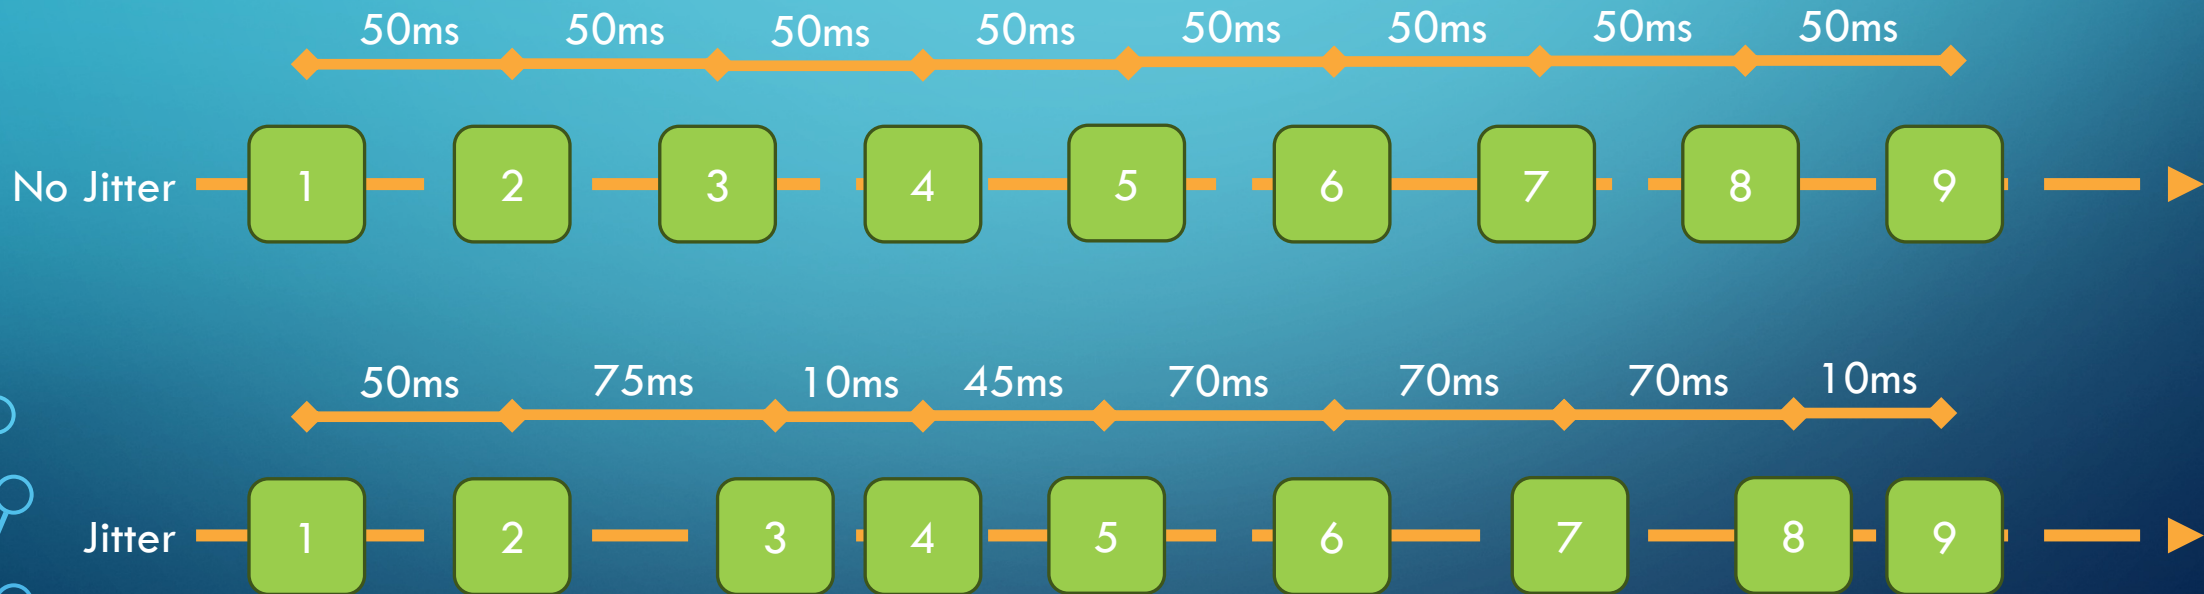 50ms 50ms 50ms 50ms 50ms 50ms 50ms 50ms
No Jitter 1 2 3 4 5 6 7 8 9
50ms 75ms 10ms 45ms 70ms 70ms 70ms 10ms
Jitter 1 2 3 4 5 6 7 8 9